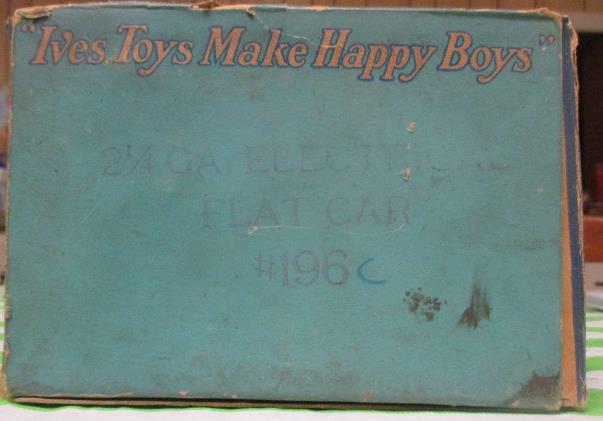 "Ives Toys Make Happy Boys"
2¼ GA. ELECTRICAL
FLAT CAR
#196 C